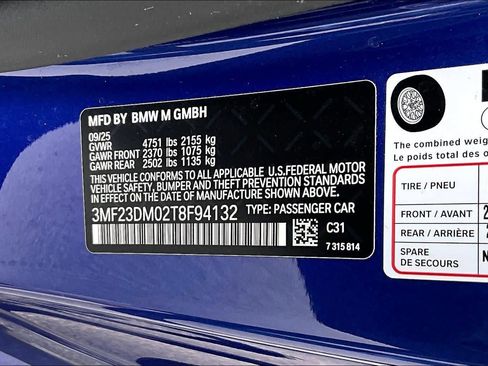 MFD BY BMW M GMBH
09/25
GVWR 4751 lbs 2155 kg
GAWR FRONT 2370 lbs 1075 kg
GAWR REAR 2502 lbs 1135 kg
THIS VEHICLE CONFORMS TO ALL APPLICABLE U.S.FEDERAL MOTOR
VEHICLE SAFETY, BUMPER AND THEFT PREVENTION STANDARDS
IN EFFECT ON THE DATE OF MANUFACTURE SHOWN ABOVE.
3MF23DM02T8F94132 TYPE: PASSENGER CAR
C31
7315814
The combined weig
Le poids total des o
TIRE / PNEU
FRONT / AVANT
REAR / ARRIÈRE
SPARE
DE SECOURS